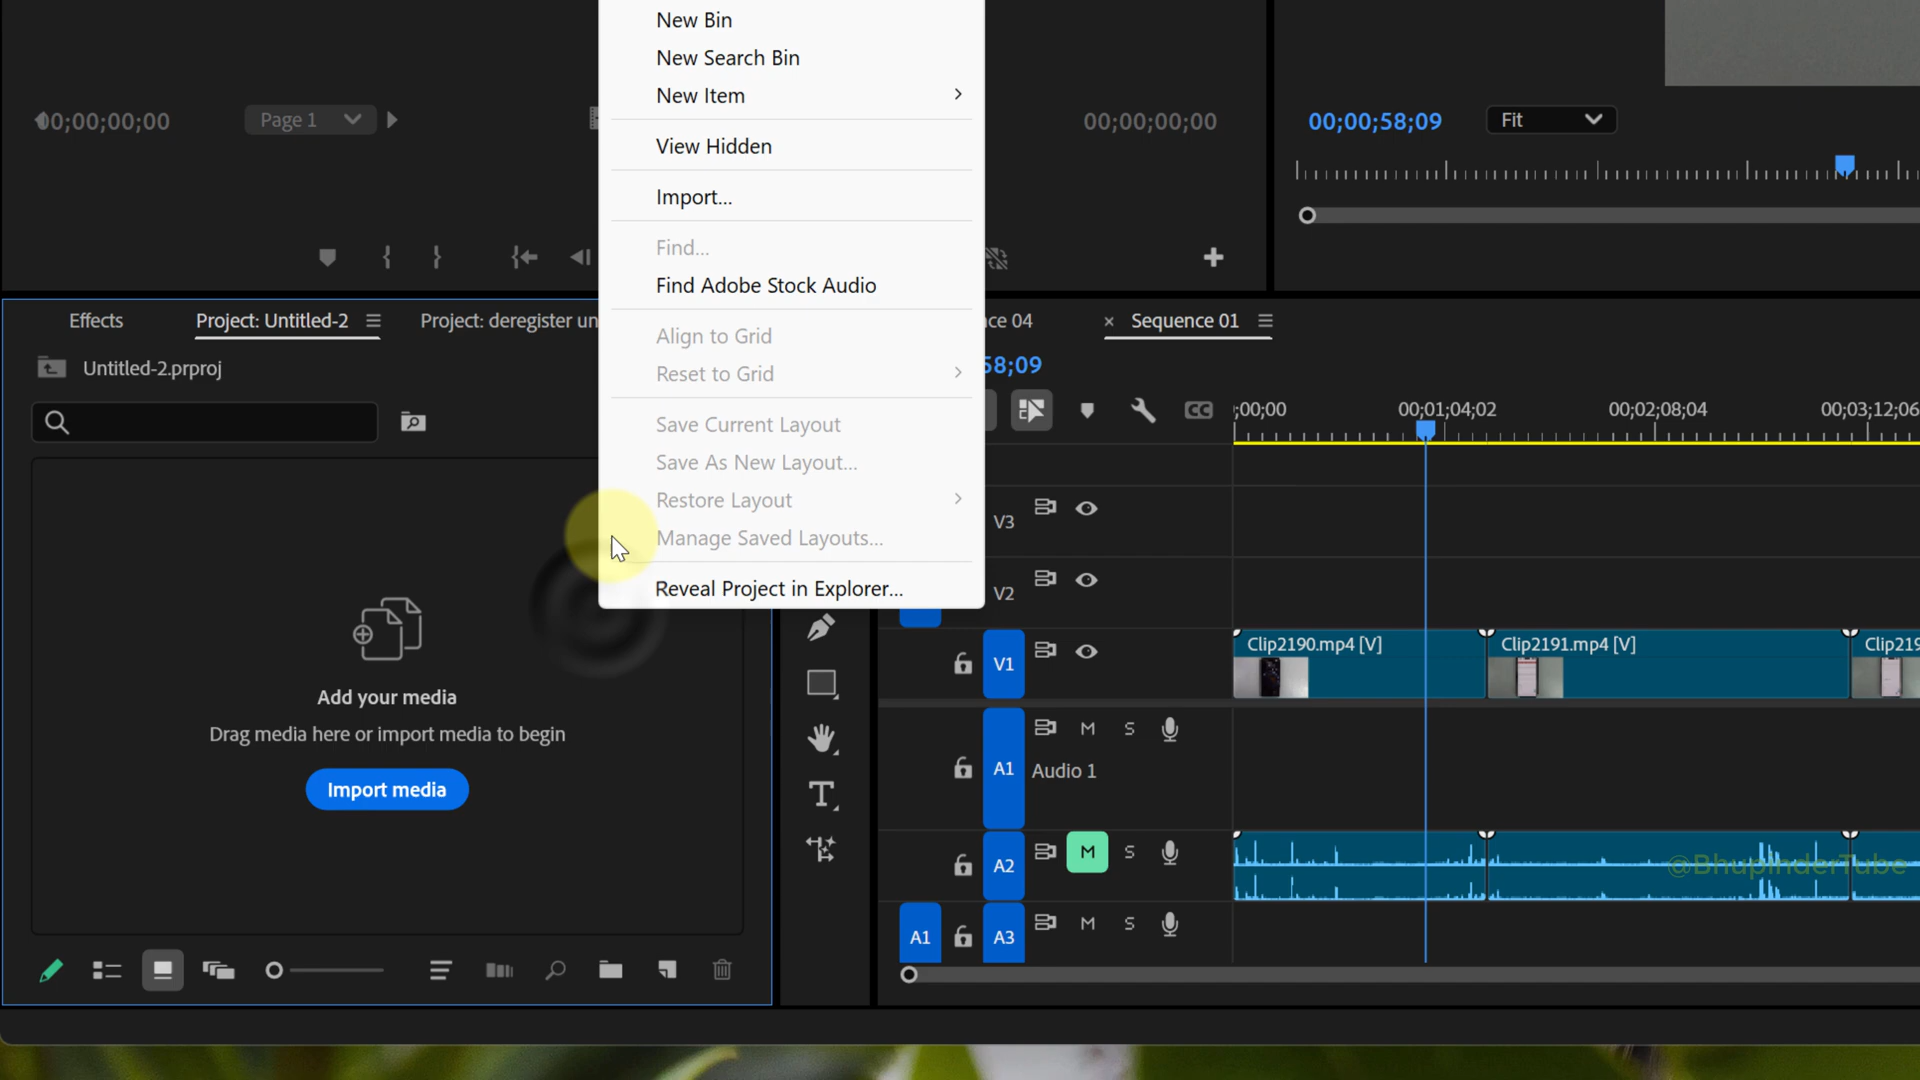 New Bin
New Search Bin
New Item
View Hidden
Import...
Find...
Find Adobe Stock Audio
Align to Grid
Reset to Grid
Save Current Layout
Save As New Layout...
Restore Layout
Manage Saved Layouts...
Reveal Project in Explorer...
00;00;00;00
Page 1
00;00;00;00
00;00;58;09
Fit
Effects
Project: Untitled-2
Project: deregister un
Untitled-2.prproj
Add your media
Drag media here or import media to begin
Import media
ce 04
× Sequence 01
58;09
CC
;00;00
00;01;04;02
00;02;08;04
00;03;12;06
V3
V2
V1
Clip2190.mp4 [V]
Clip2191.mp4 [V]
Clip219
A1
M
S
Audio 1
A2
M
S
@BhupinderTube
A1
A3
M
S